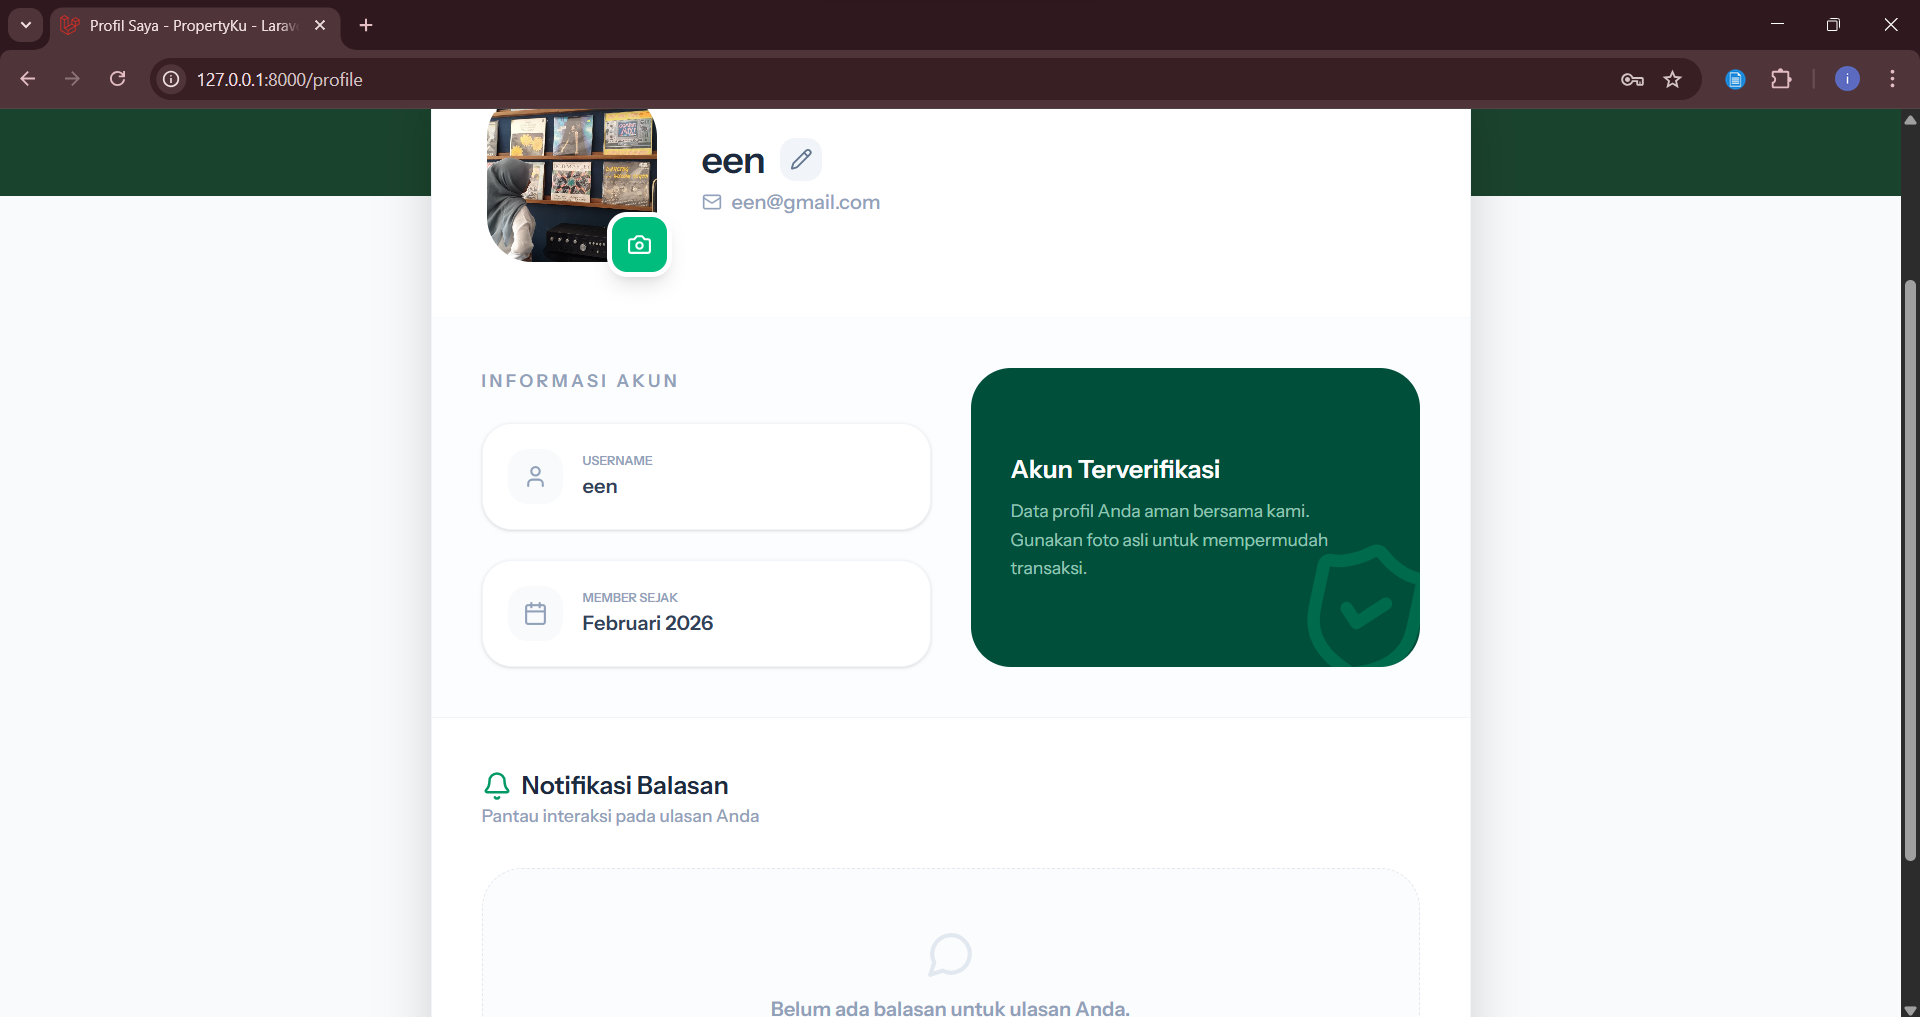 Profil Saya - PropertyKu - Larav
127.0.0.1:8000/profile
i
een
een@gmail.com
INFORMASI AKUN
USERNAME
een
MEMBER SEJAK
Februari 2026
Akun Terverifikasi
Data profil Anda aman bersama kami.
Gunakan foto asli untuk mempermudah
transaksi.
Notifikasi Balasan
Pantau interaksi pada ulasan Anda
Belum ada balasan untuk ulasan Anda.